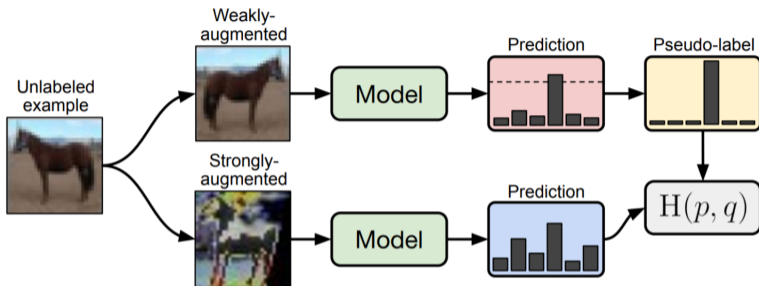 Unlabeled
example
Weakly-
augmented
Model
Prediction
Pseudo-label
Strongly-
augmented
Model
Prediction
H(p, q)